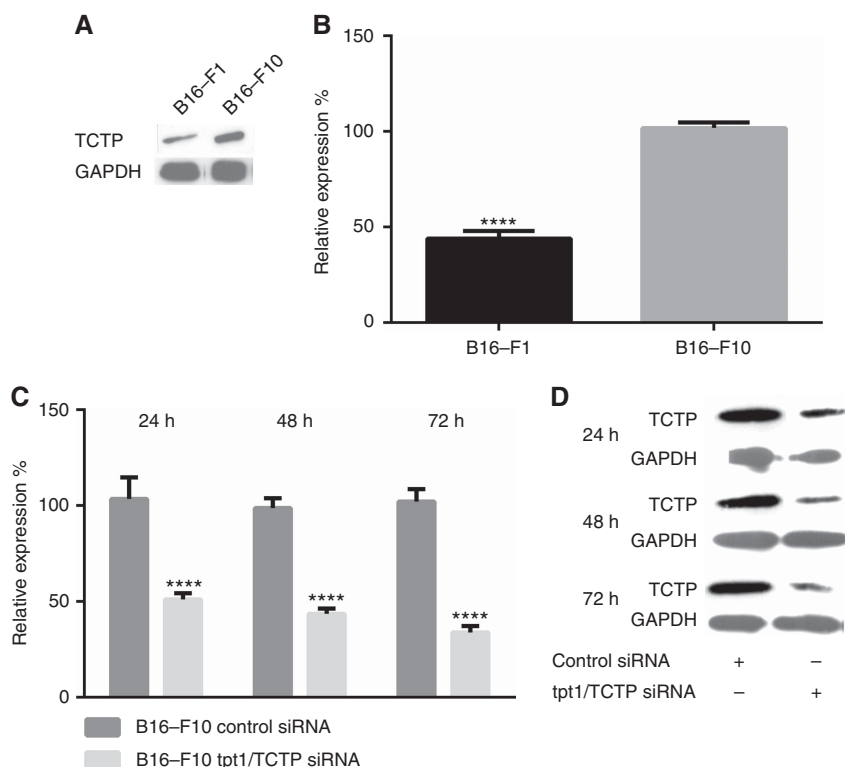 A
B16–F1
B16–F10
TCTP
GAPDH
B
Relative expression %
150
100
50
0
****
B16–F1
B16–F10
C
Relative expression %
150
100
50
0
24 h
48 h
72 h
****
****
****
B16–F10 control siRNA
B16–F10 tpt1/TCTP siRNA
D
24 h
TCTP
GAPDH
48 h
TCTP
GAPDH
72 h
TCTP
GAPDH
Control siRNA + –
tpt1/TCTP siRNA – +